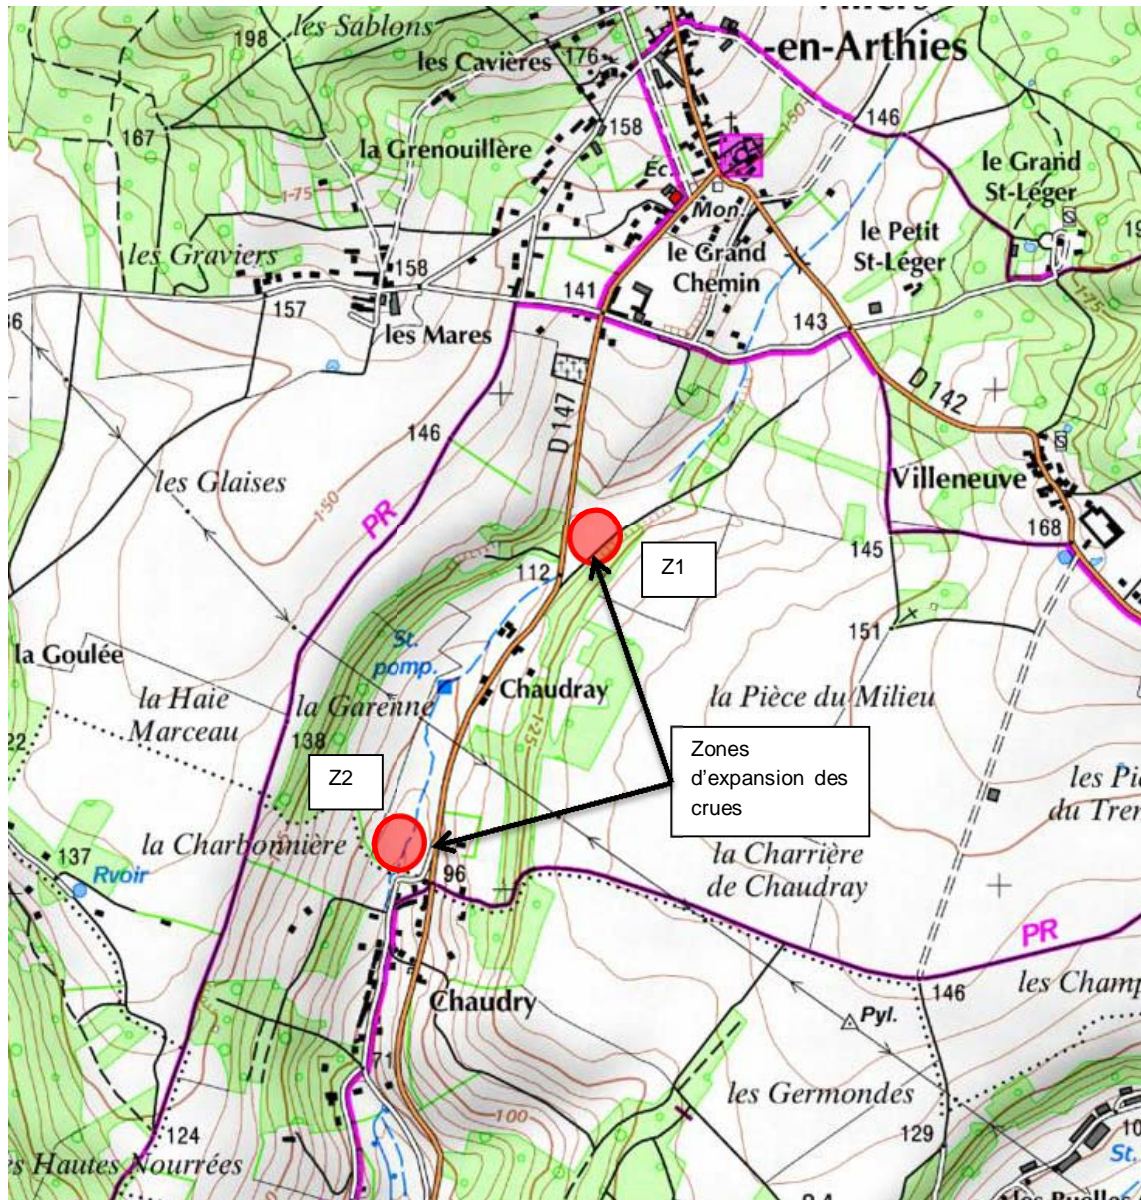 les Sablons
198
les Cavières
176
-en-Arthies
167
158
146
la Grenouillère
1-50
le Grand
St-Léger
1-75
Éc.
Mon.
le Petit
St-Léger
les Graviers
le Grand
Chemin
158
157
141
143
1-75
les Mares
D 147
D 142
146
les Glaises
1-50
PR
Villeneuve
168
145
Z1
112
151
la Goulée
St.
pomp.
Chaudray
la Haie
Marceau
la Garenne
1-25
la Pièce du Milieu
138
Z2
Zones
d'expansion des
crues
la Charbonnière
137
Rvoir
96
la Charrière
de Chaudray
PR
146
les Champ
Chaudry
Pyl.
71
les Germondes
100
124
129
Hautes Nourrées
St.